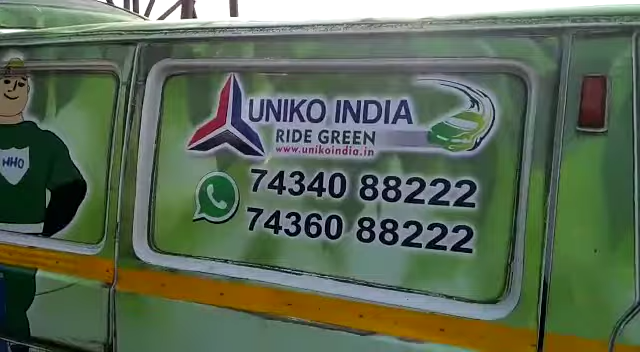 WHO
UNIKO INDIA
RIDE GREEN
www.unikoindia.in
74340 88222
74360 88222